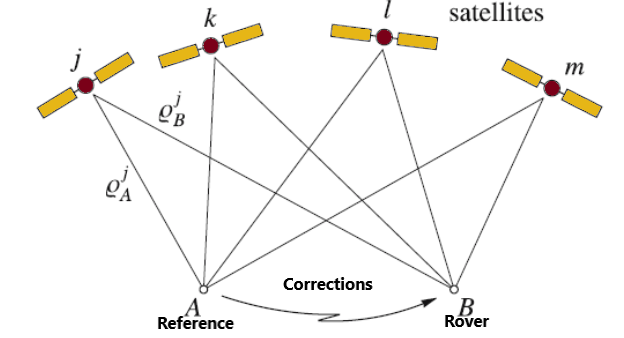 l
satellites
k
j
m
ϱ_B^j
ϱ_A^j
Corrections
A
B
Reference
Rover